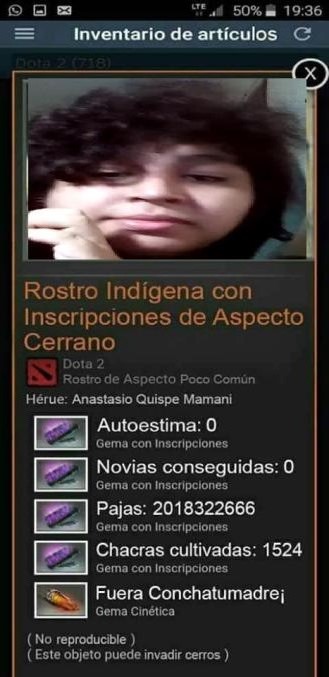 LTE 50% 19:36
Inventario de artículos
Dota 2 (718)
X
Rostro Indígena con
Inscripciones de Aspecto
Cerrano
Dota 2
Rostro de Aspecto Poco Común
Hérue: Anastasio Quispe Mamani
Autoestima: 0
Gema con Inscripciones
Novias conseguidas: 0
Gema con Inscripciones
Pajas: 2018322666
Gema con Inscripciones
Chacras cultivadas: 1524
Gema con Inscripciones
Fuera Conchatumadre¡
Gema Cinética
( No reproducible )
( Este objeto puede invadir cerros )